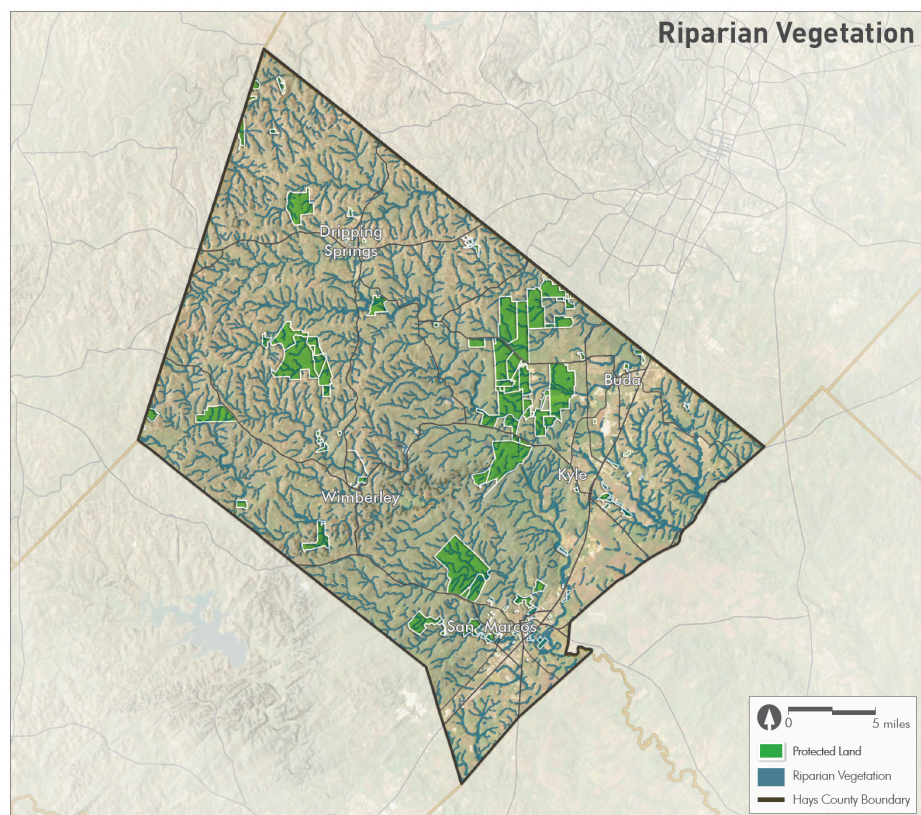 Riparian Vegetation
Dripping
Springs
Buda
Kyle
Wimberley
San Marcos
0 5 miles
Protected Land
Riparian Vegetation
Hays County Boundary